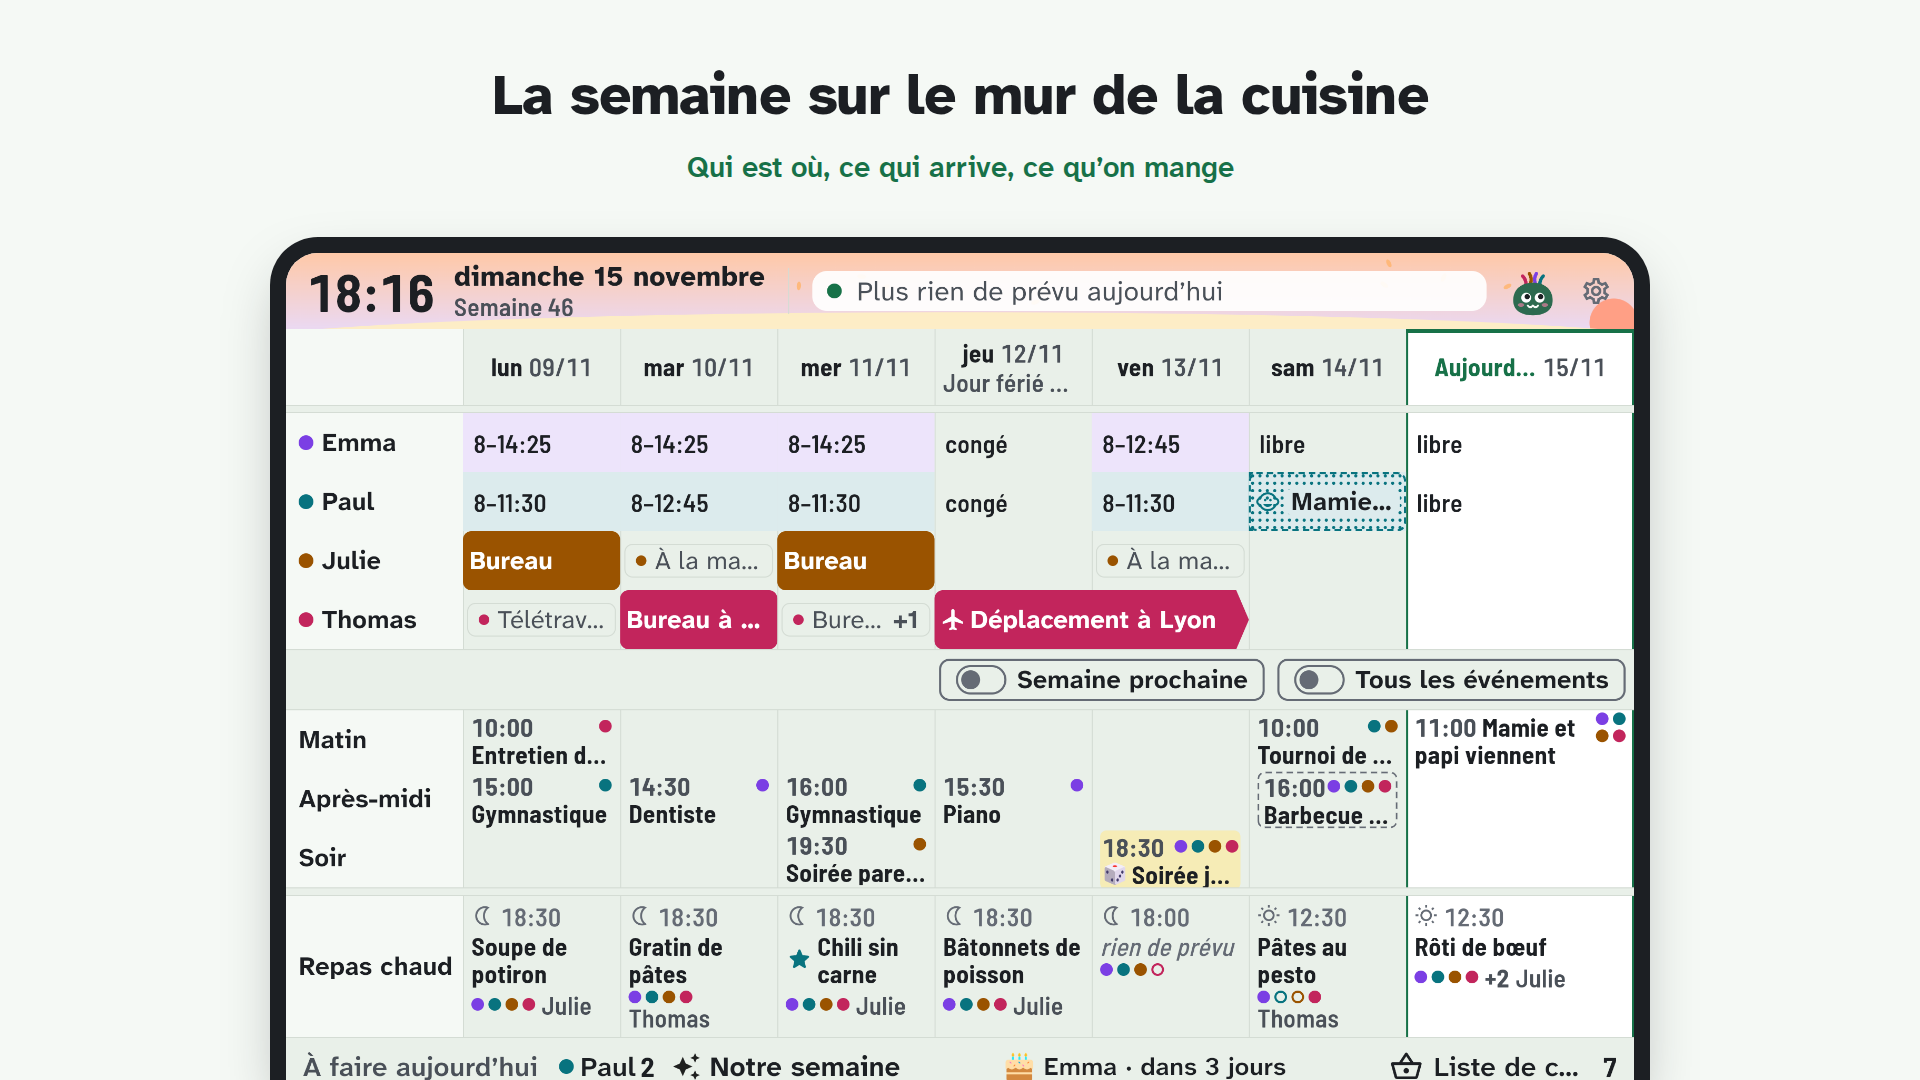 La semaine sur le mur de la cuisine
Qui est où, ce qui arrive, ce qu’on mange
18:16
dimanche 15 novembre
Semaine 46
Plus rien de prévu aujourd’hui
lun 09/11
mar 10/11
mer 11/11
jeu 12/11
Jour férié ...
ven 13/11
sam 14/11
Aujourd... 15/11
Emma
8–14:25
8–14:25
8–14:25
congé
8–12:45
libre
libre
Paul
8–11:30
8–12:45
8–11:30
congé
8–11:30
Mamie...
libre
Julie
Bureau
À la ma...
Bureau
À la ma...
Thomas
Télétrav...
Bureau à ...
Bure... +1
Déplacement à Lyon
Semaine prochaine
Tous les événements
Matin
10:00
Entretien d...
10:00
Tournoi de ...
11:00 Mamie et
papi viennent
Après-midi
15:00
Gymnastique
14:30
Dentiste
16:00
Gymnastique
15:30
Piano
16:00
Barbecue ...
Soir
19:30
Soirée pare...
18:30
Soirée j...
Repas chaud
18:30
Soupe de
potiron
Julie
18:30
Gratin de
pâtes
Thomas
18:30
Chili sin
carne
Julie
18:30
Bâtonnets de
poisson
Julie
18:00
rien de prévu
12:30
Pâtes au
pesto
Thomas
12:30
Rôti de bœuf
+2 Julie
À faire aujourd’hui
Paul 2
Notre semaine
Emma · dans 3 jours
Liste de c... 7